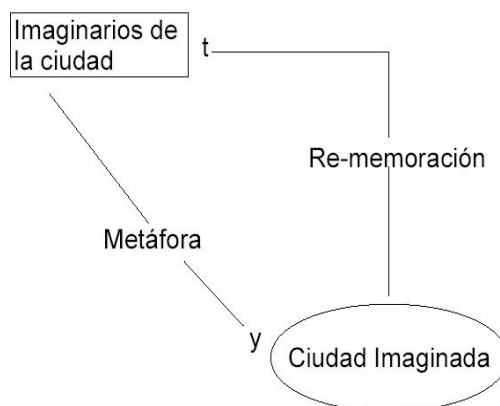 Imaginarios de
la ciudad
t
Re-memoración
Metáfora
y
Ciudad Imaginada